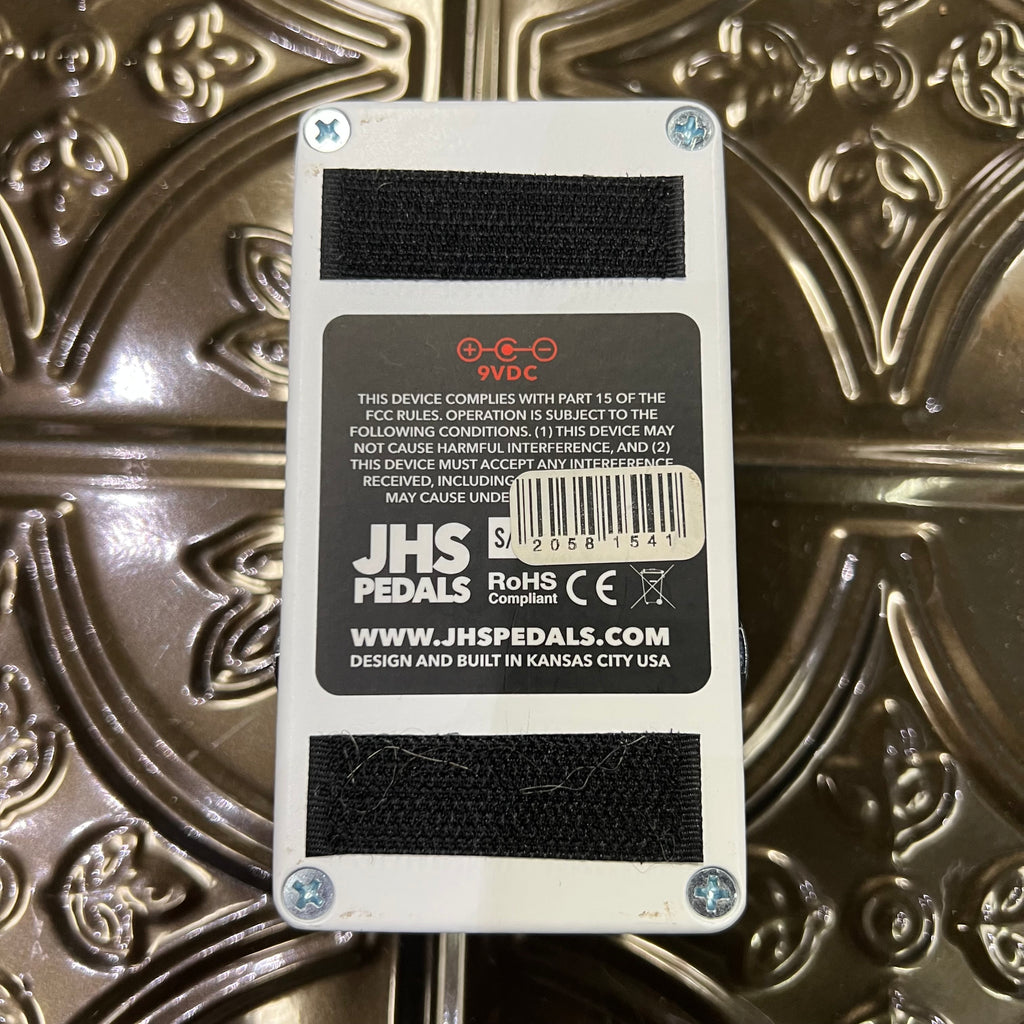 9VDC
THIS DEVICE COMPLIES WITH PART 15 OF THE
FCC RULES. OPERATION IS SUBJECT TO THE
FOLLOWING CONDITIONS. (1) THIS DEVICE MAY
NOT CAUSE HARMFUL INTERFERENCE, AND (2)
THIS DEVICE MUST ACCEPT ANY INTERFERENCE
RECEIVED, INCLUDING
MAY CAUSE UNDE
2058 1541
JHS
PEDALS
S/
RoHS
Compliant
CE
WWW.JHSPEDALS.COM
DESIGN AND BUILT IN KANSAS CITY USA